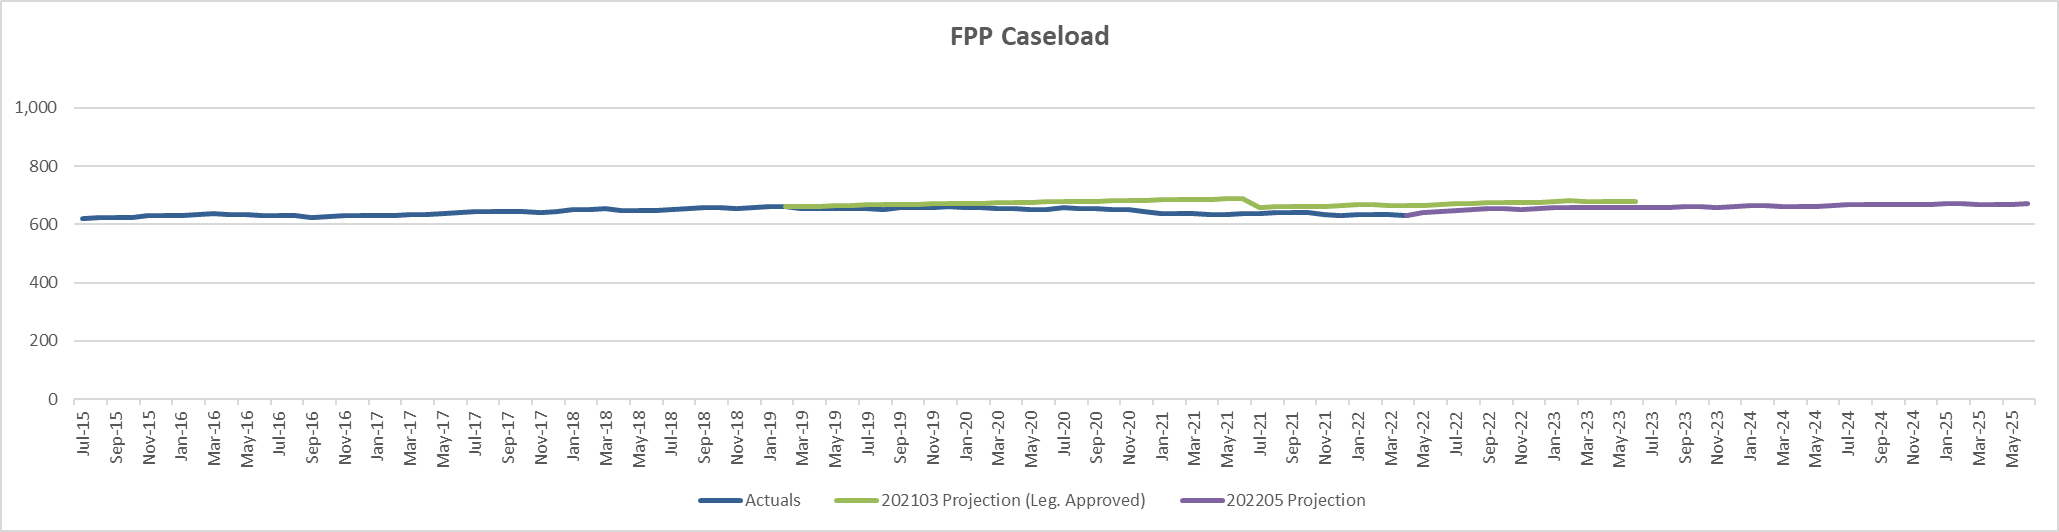 FPP Caseload
1,000
800
600
400
200
0
Jul-15 Sep-15 Nov-15 Jan-16 Mar-16 May-16 Jul-16 Sep-16 Nov-16 Jan-17 Mar-17 May-17 Jul-17 Sep-17 Nov-17 Jan-18 Mar-18 May-18 Jul-18 Sep-18 Nov-18 Jan-19 Mar-19 May-19 Jul-19 Sep-19 Nov-19 Jan-20 Mar-20 May-20 Jul-20 Sep-20 Nov-20 Jan-21 Mar-21 May-21 Jul-21 Sep-21 Nov-21 Jan-22 Mar-22 May-22 Jul-22 Sep-22 Nov-22 Jan-23 Mar-23 May-23 Jul-23 Sep-23 Nov-23 Jan-24 Mar-24 May-24 Jul-24 Sep-24 Nov-24 Jan-25 Mar-25 May-25
Actuals 202103 Projection (Leg. Approved) 202205 Projection